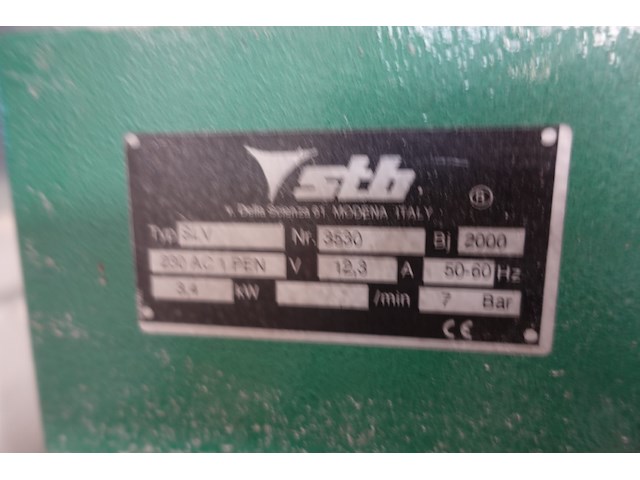 stb
v. Della Scienza 61 MODENA ITALY
R
Typ SLV Nr. 3530 Bj 2000
230 AC 1 PEN V 12,3 A 50-60 Hz
3,4 kW /min 7 Bar
CE